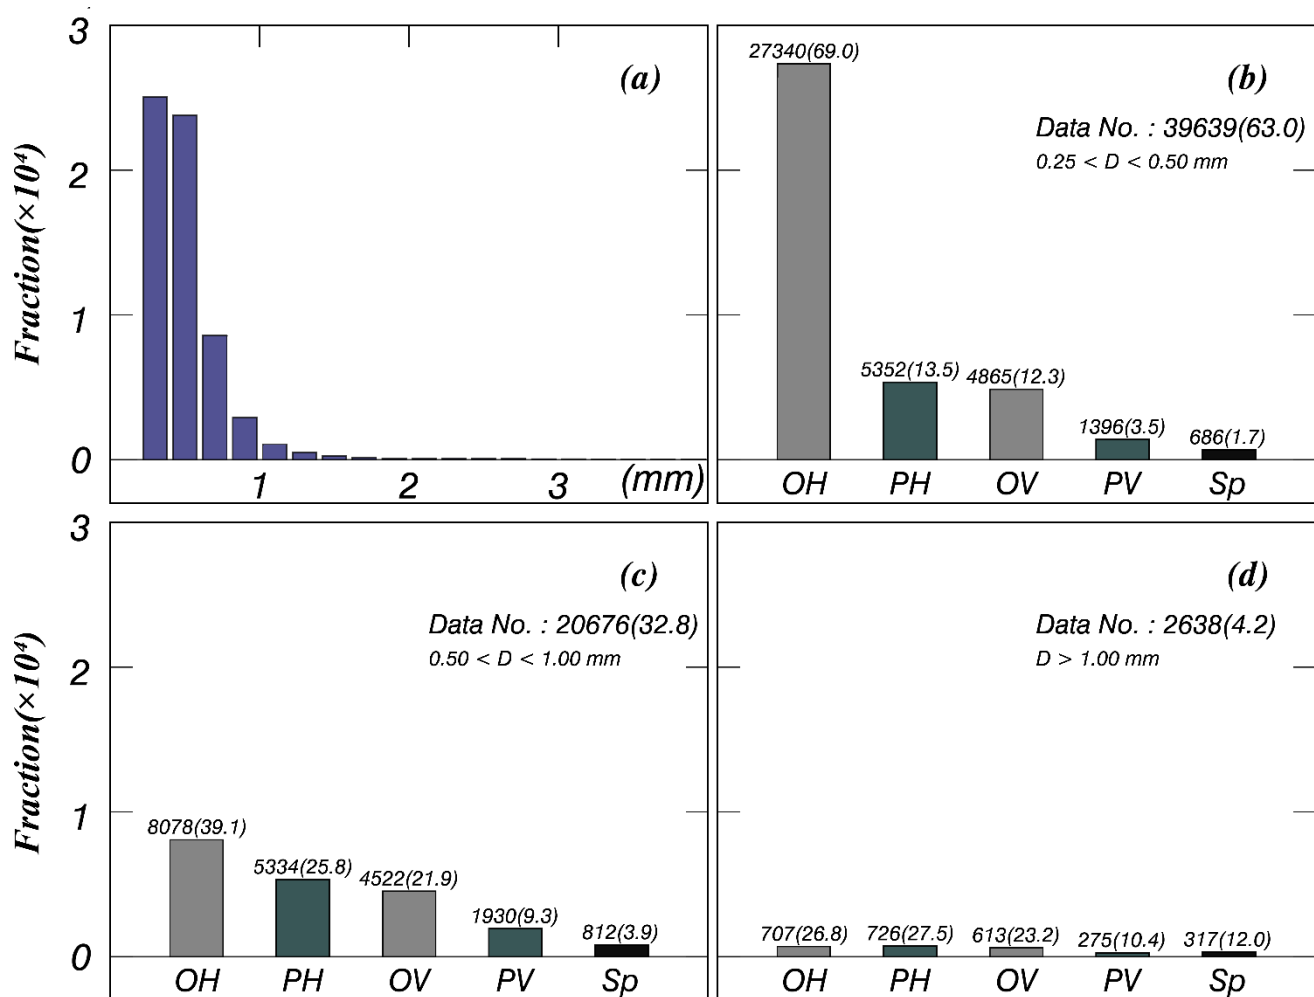 3
2
1
0
Fraction(×10⁴)
(a)
1
2
3
(mm)
27340(69.0)
(b)
Data No. : 39639(63.0)
0.25 < D < 0.50 mm
5352(13.5)
4865(12.3)
1396(3.5)
686(1.7)
OH
PH
OV
PV
Sp
3
2
1
0
Fraction(×10⁴)
(c)
Data No. : 20676(32.8)
0.50 < D < 1.00 mm
8078(39.1)
5334(25.8)
4522(21.9)
1930(9.3)
812(3.9)
OH
PH
OV
PV
Sp
(d)
Data No. : 2638(4.2)
D > 1.00 mm
707(26.8)
726(27.5)
613(23.2)
275(10.4)
317(12.0)
OH
PH
OV
PV
Sp